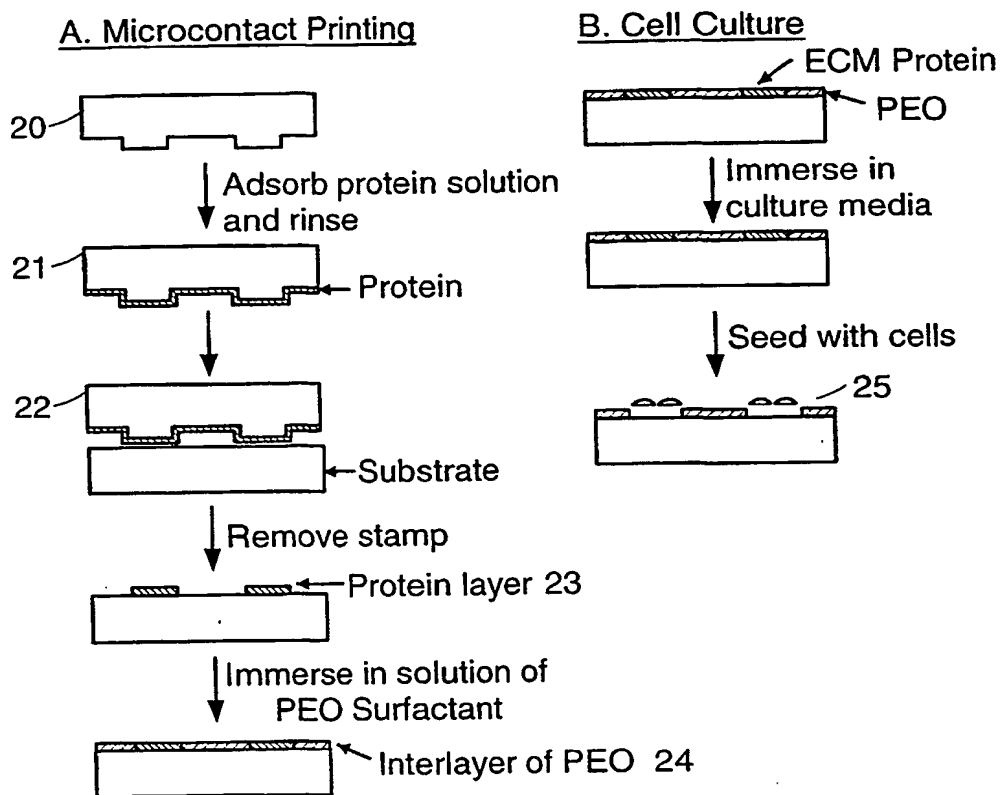 A. Microcontact Printing
20
Adsorb protein solution
and rinse
21
Protein
22
Substrate
Remove stamp
Protein layer 23
Immerse in solution of
PEO Surfactant
Interlayer of PEO 24
B. Cell Culture
ECM Protein
PEO
Immerse in
culture media
Seed with cells
25